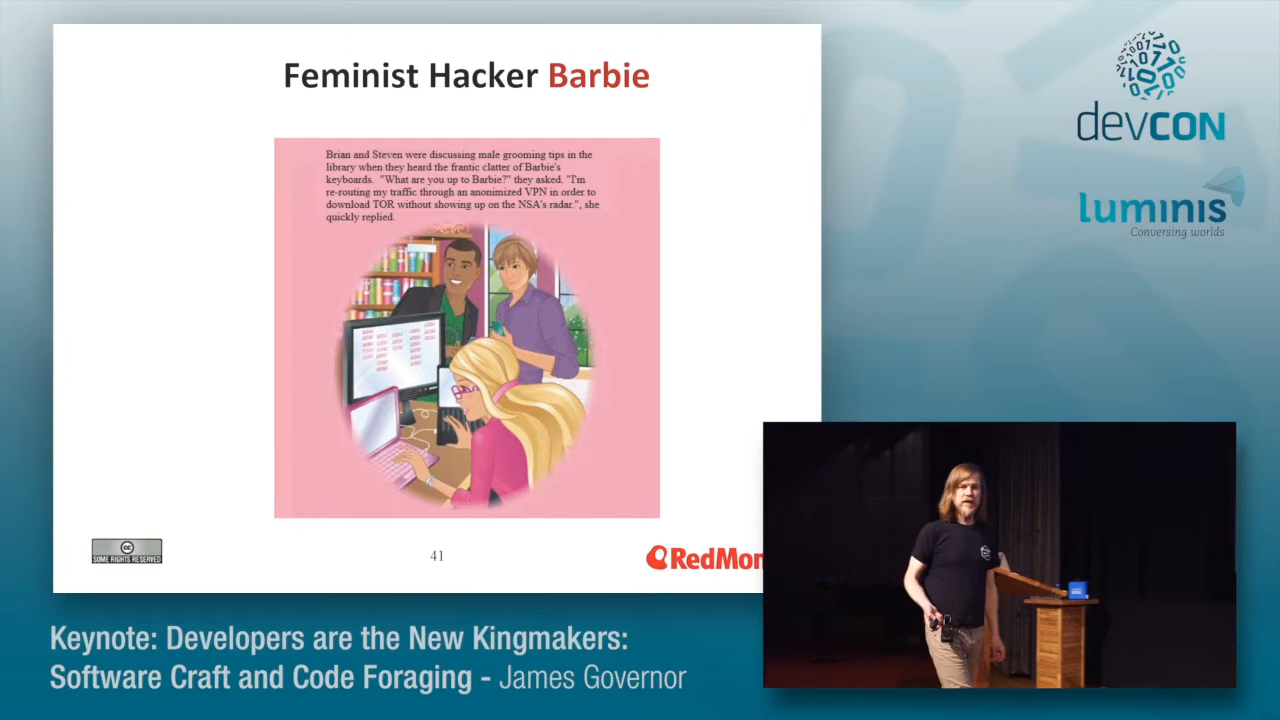 Feminist Hacker Barbie
Brian and Steven were discussing male grooming tips in the
library when they heard the frantic clatter of Barbie's
keyboards. "What are you up to Barbie?" they asked. "I'm
re-routing my traffic through an anonimized VPN in order to
download TOR without showing up on the NSA's radar.", she
quickly replied.
cc
SOME RIGHTS RESERVED
41
RedMon
devcon
luminis
Conversing worlds
Keynote: Developers are the New Kingmakers:
Software Craft and Code Foraging - James Governor